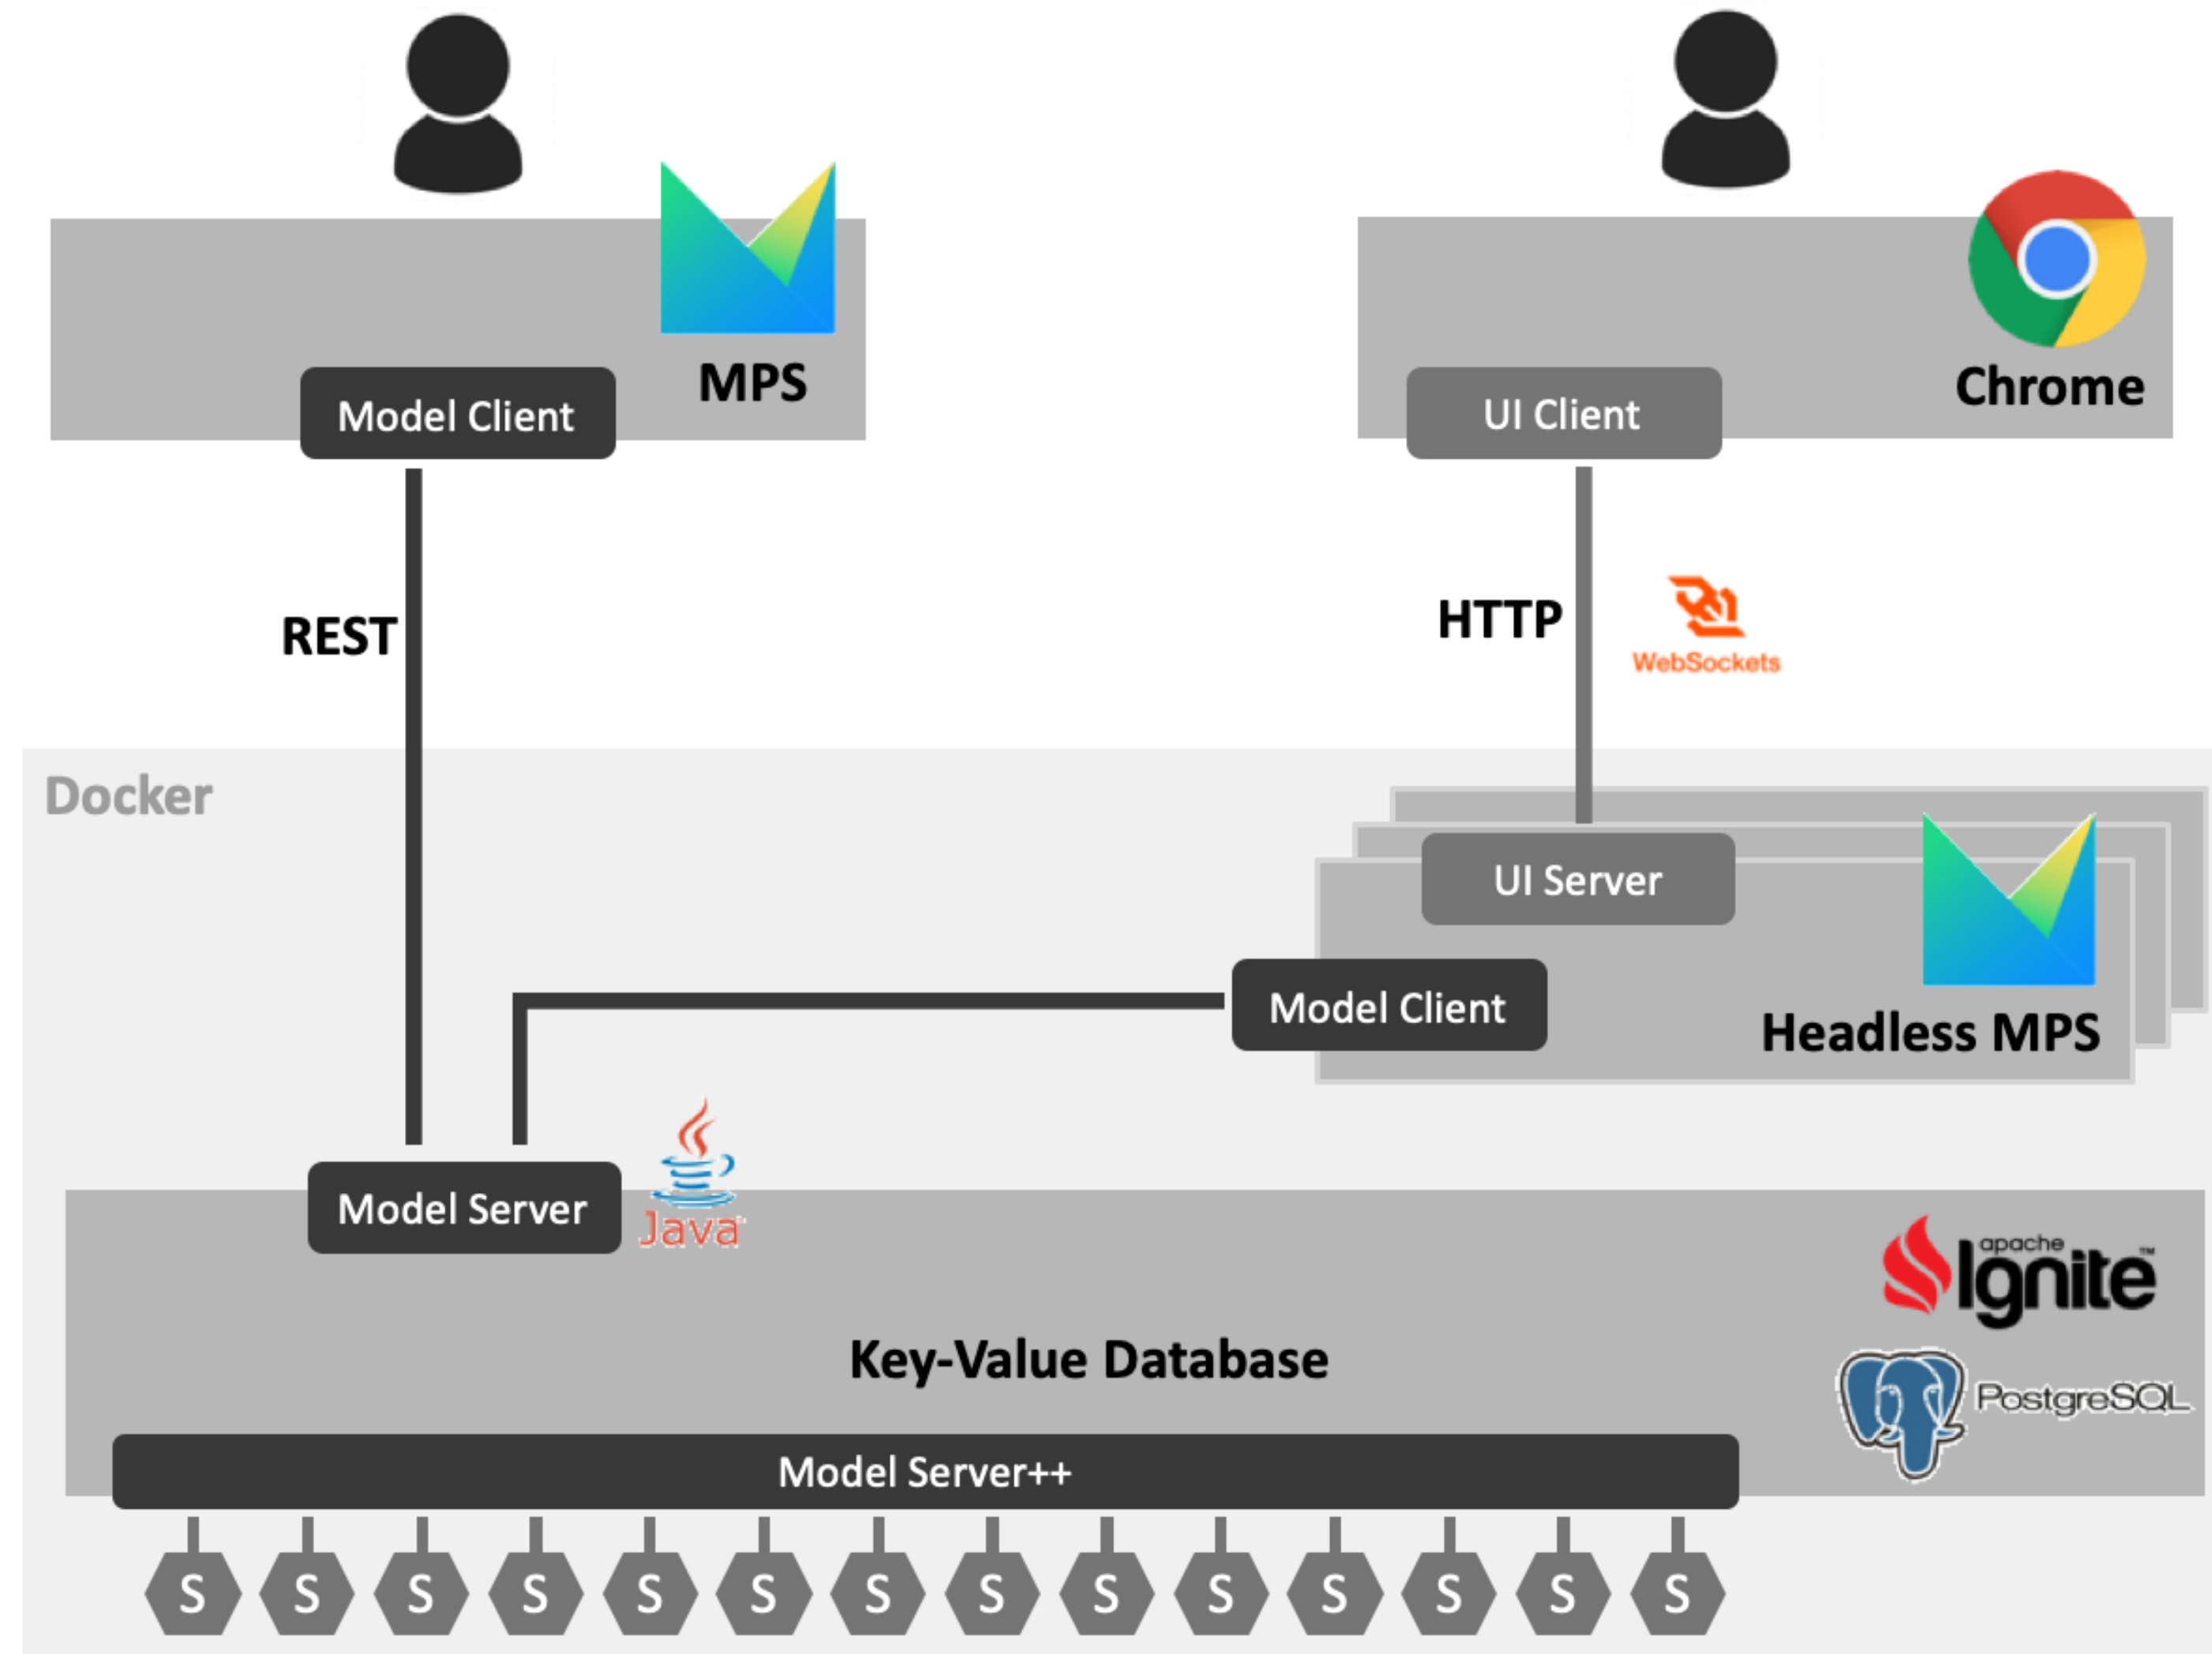 MPS
Model Client
Chrome
UI Client
REST
HTTP
WebSockets
Docker
UI Server
Model Client
Headless MPS
Model Server
Java
apache
Ignite™
Key-Value Database
PostgreSQL
Model Server++
S S S S S S S S S S S S S S